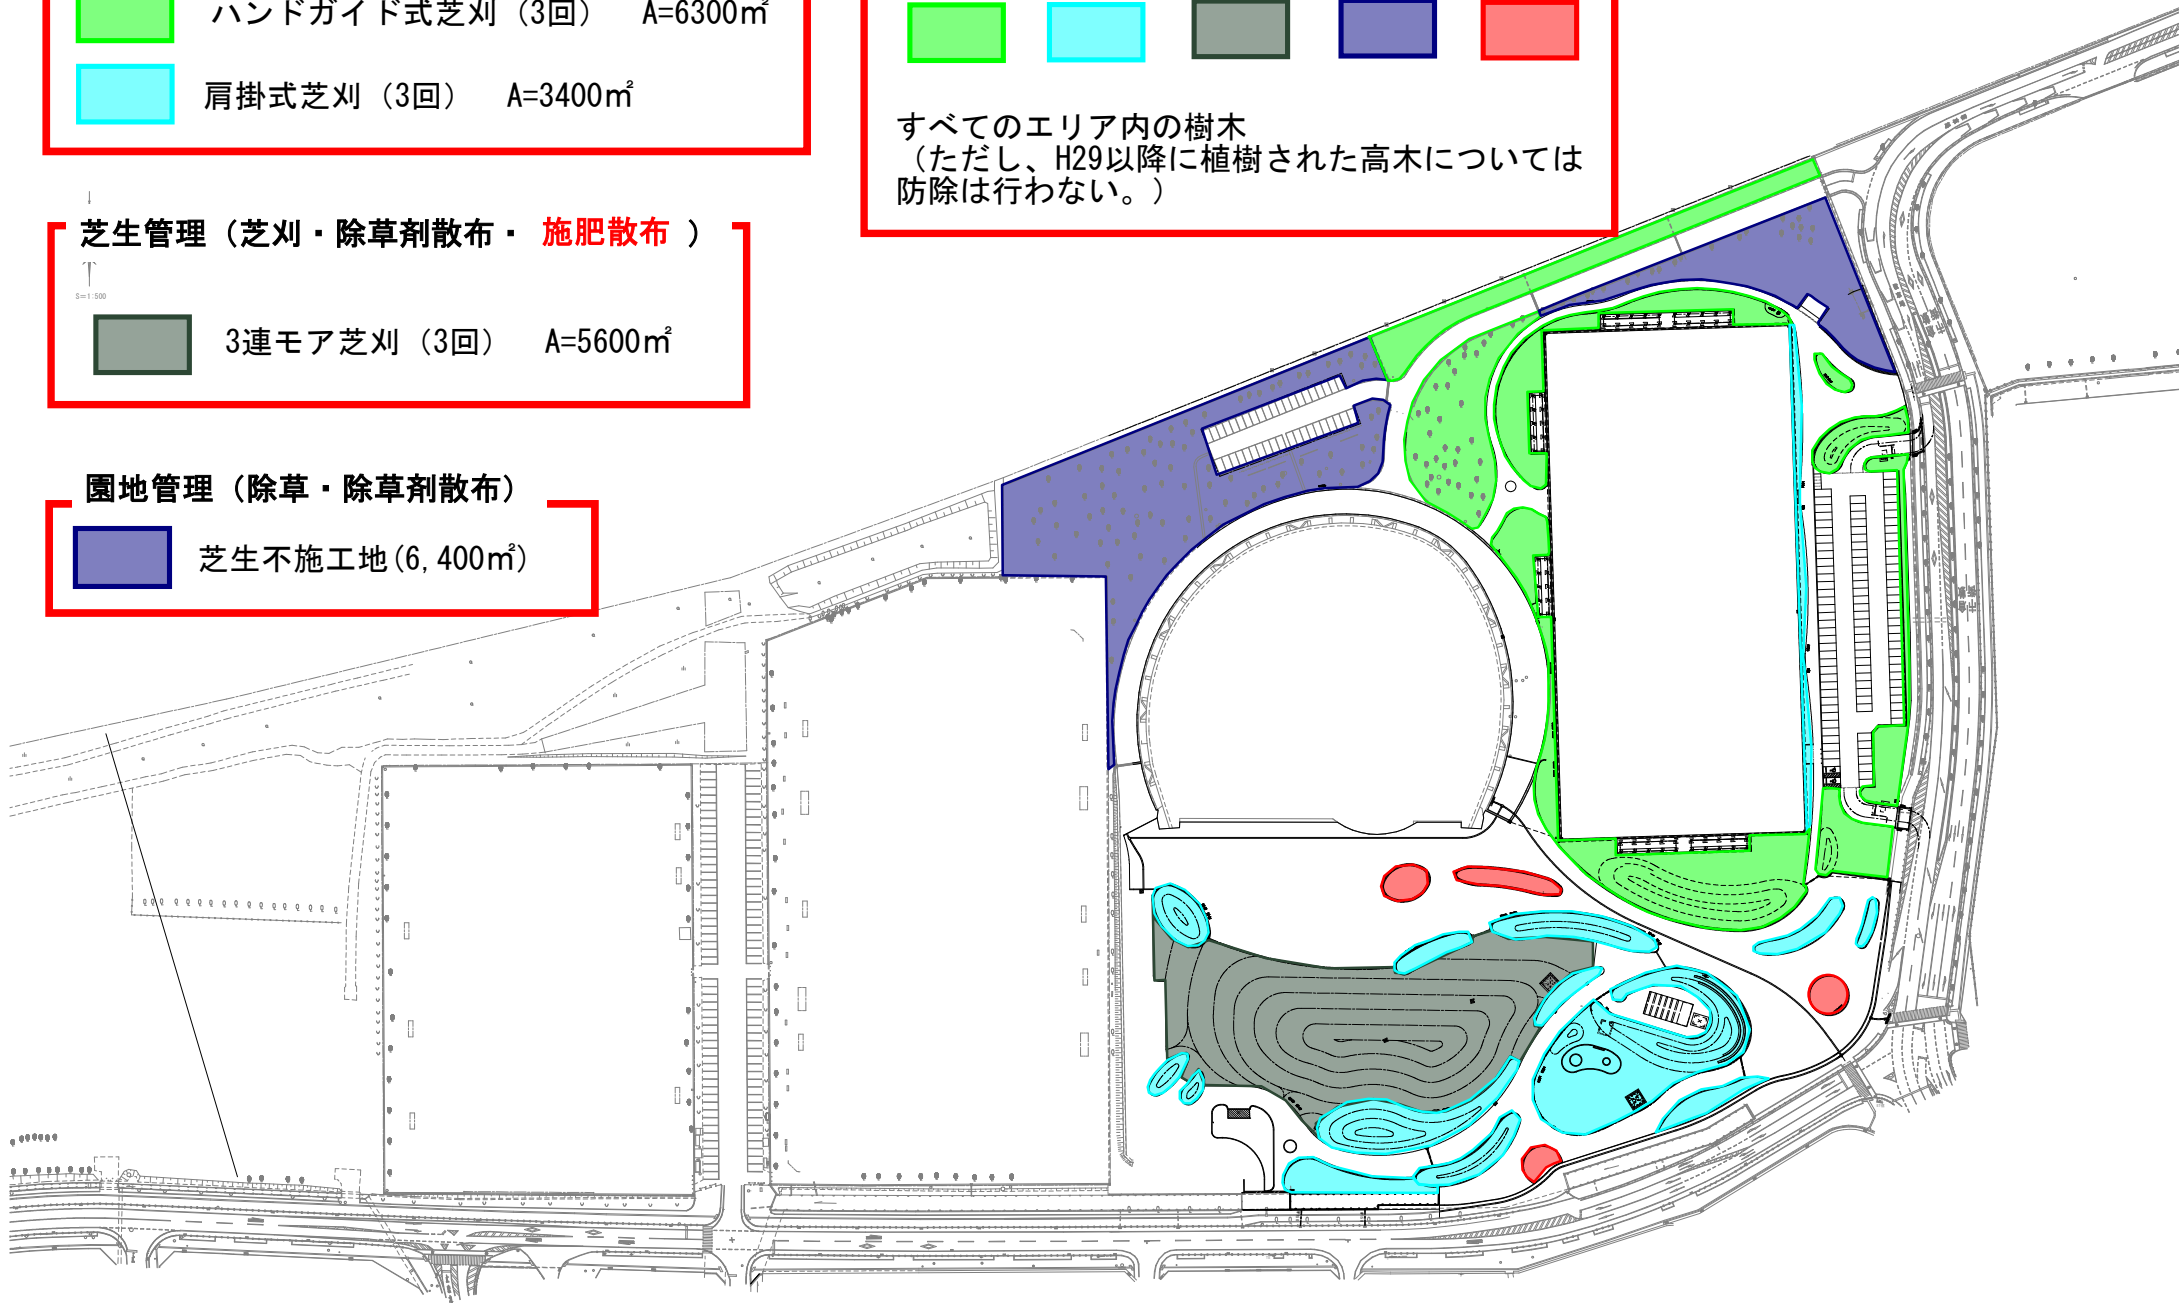 ハンドガイド式芝刈（3回） A=6300㎡
肩掛式芝刈（3回） A=3400㎡
すべてのエリア内の樹木
（ただし、H29以降に植樹された高木については
防除は行わない。）
芝生管理（芝刈・除草剤散布・ 施肥散布 ）
S=1:500
3連モア芝刈（3回） A=5600㎡
園地管理（除草・除草剤散布）
芝生不施工地(6,400㎡)